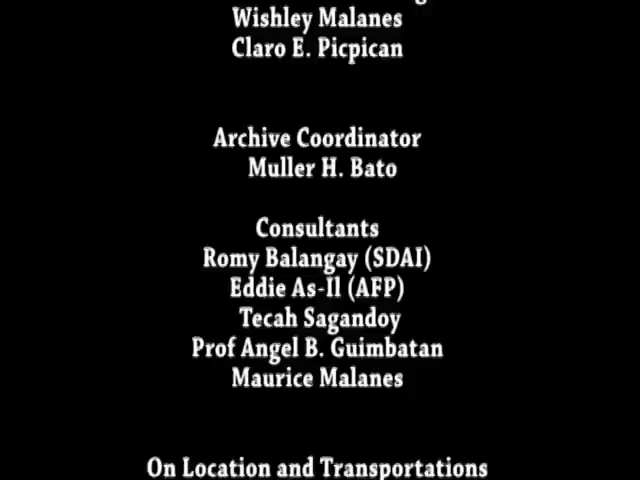 Wishley Malanes
Claro E. Picpican
Archive Coordinator
Muller H. Bato
Consultants
Romy Balangay (SDAI)
Eddie As-Il (AFP)
Tecah Sagandoy
Prof Angel B. Guimbatan
Maurice Malanes
On Location and Transportations